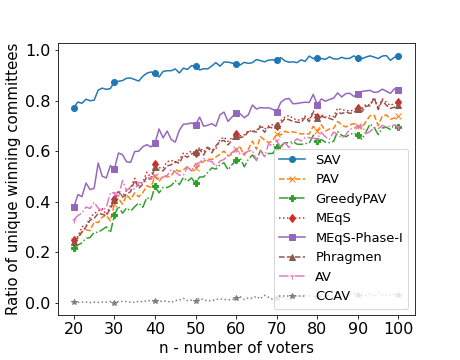 Ratio of unique winning committees
1.0
0.8
0.6
0.4
0.2
0.0
SAV
PAV
GreedyPAV
MEqS
MEqS-Phase-I
Phragmen
AV
CCAV
20 30 40 50 60 70 80 90 100
n - number of voters